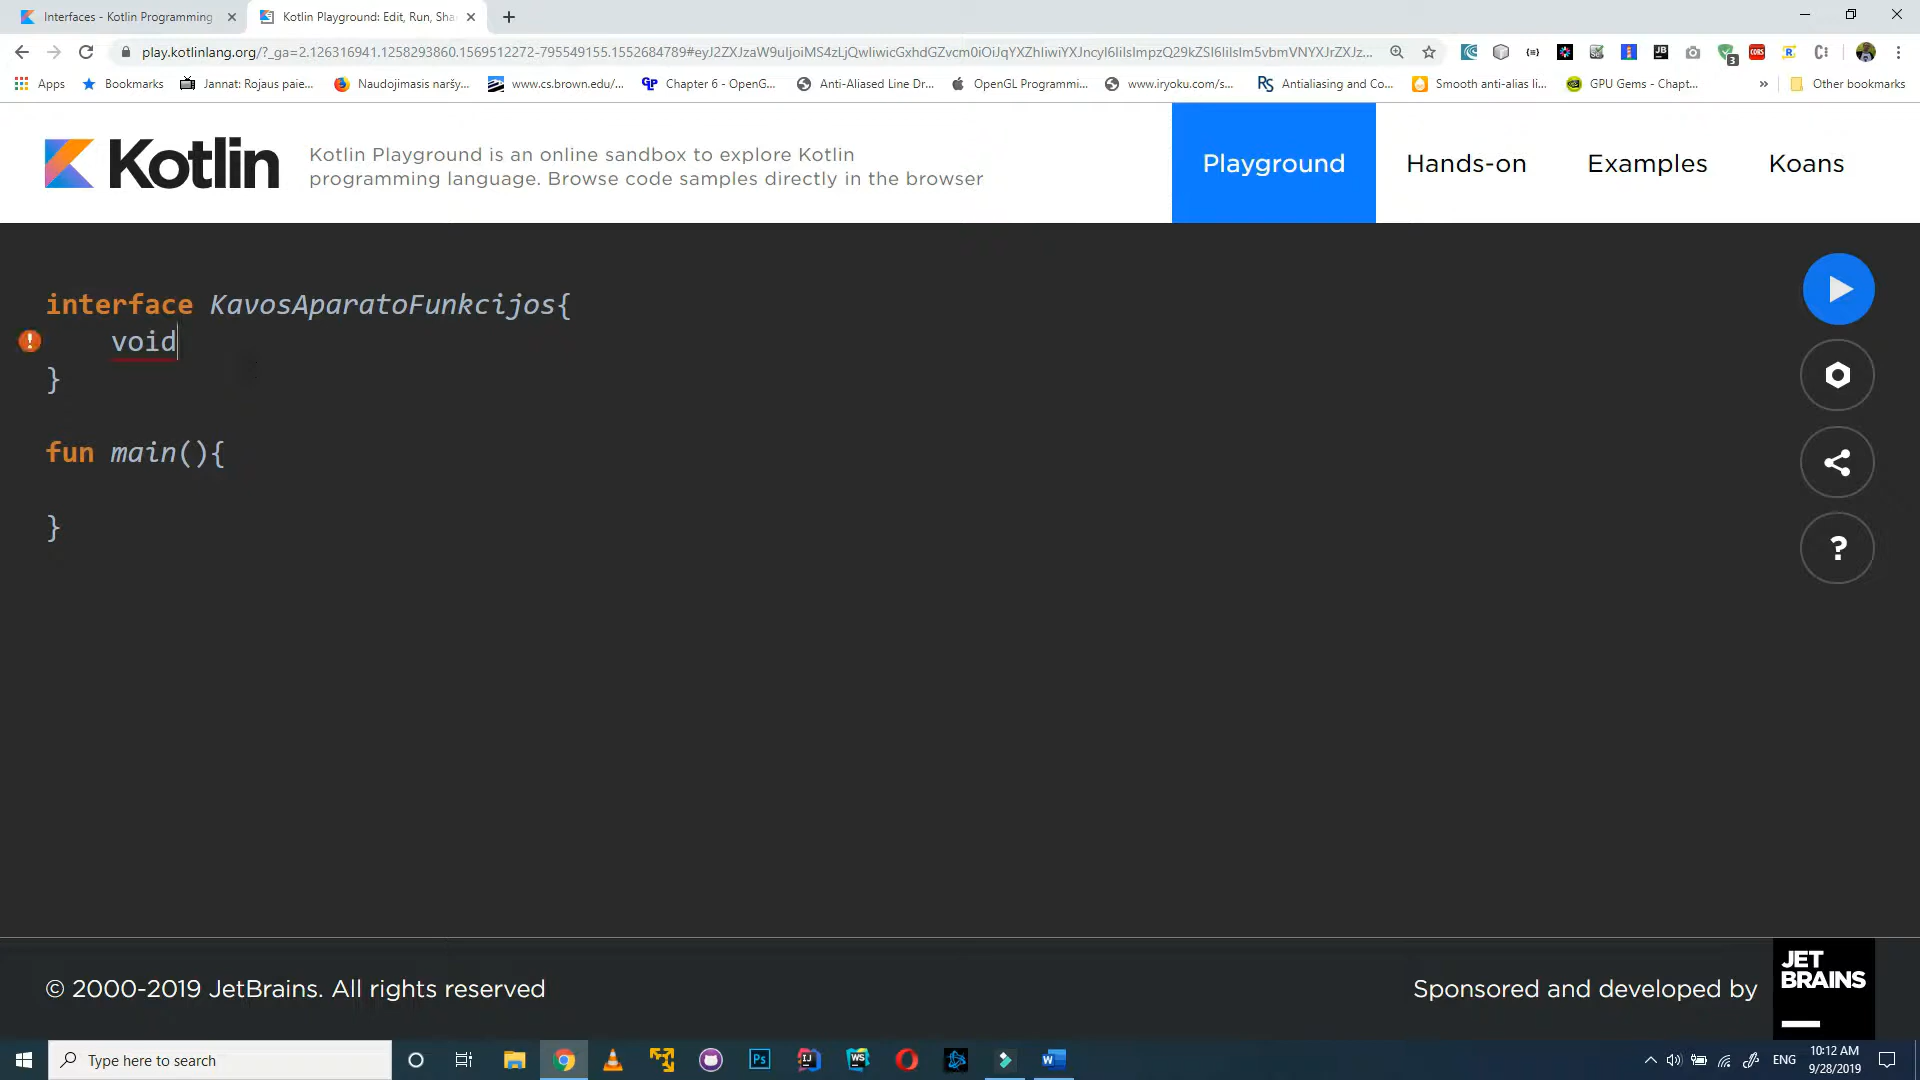 Interfaces - Kotlin Programming
Kotlin Playground: Edit, Run, Sha
play.kotlinlang.org/?_ga=2.126316941.1258293860.1569512272-795549155.1552684789#eyJ2ZXJzaW9uIjoiMS4zLjQwIiwicGxhdGZvcm0iOiJqYXZhIiwiYXJncyI6IiIsImpzQ29kZSI6IiIsIm5vbmVNYXJrZXJz...
Apps
Bookmarks
Jannat: Rojaus paie...
Naudojimasis naršy...
www.cs.brown.edu/...
Chapter 6 - OpenG...
Anti-Aliased Line Dr...
OpenGL Programmi...
www.iryoku.com/s...
Antialiasing and Co...
Smooth anti-alias li...
GPU Gems - Chapt...
Other bookmarks
Kotlin
Kotlin Playground is an online sandbox to explore Kotlin
programming language. Browse code samples directly in the browser
Playground
Hands-on
Examples
Koans
interface KavosAparatoFunkcijos{
void
}
fun main(){
}
© 2000-2019 JetBrains. All rights reserved
Sponsored and developed by
JET
BRAINS
Type here to search
ENG
10:12 AM
9/28/2019